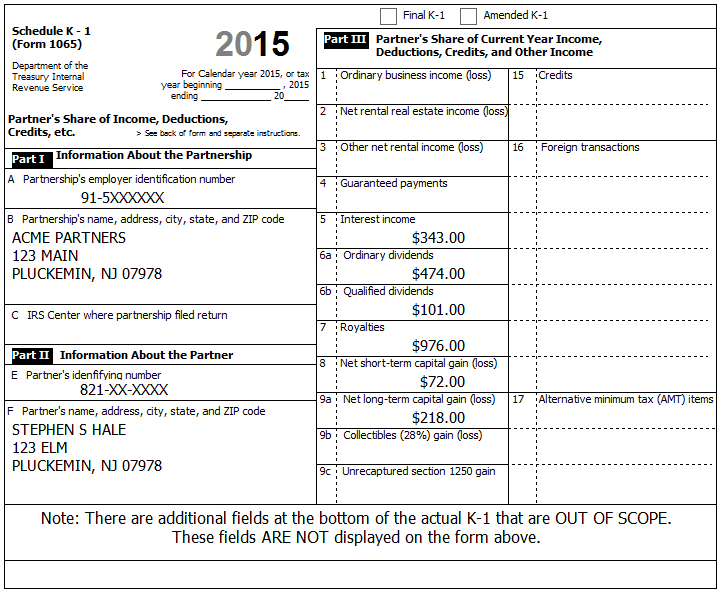 Schedule K - 1
(Form 1065)
2015
Department of the
Treasury Internal
Revenue Service
For Calendar year 2015, or tax
year beginning ___________ , 2015
ending ______________ 20_____
Partner's Share of Income, Deductions,
Credits, etc.
> See back of form and separate instructions.
Part I Information About the Partnership
A Partnership's employer identification number
91-5XXXXXX
B Partnership's name, address, city, state, and ZIP code
ACME PARTNERS
123 MAIN
PLUCKEMIN, NJ 07978
C IRS Center where partnership filed return
Part II Information About the Partner
E Partner's idenfifying number
821-XX-XXXX
F Partner's name, address, city, state, and ZIP code
STEPHEN S HALE
123 ELM
PLUCKEMIN, NJ 07978
Final K-1 Amended K-1
Part III Partner's Share of Current Year Income,
Deductions, Credits, and Other Income
1 Ordinary business income (loss)
15 Credits
2 Net rental real estate income (loss)
3 Other net rental income (loss)
16 Foreign transactions
4 Guaranteed payments
5 Interest income
$343.00
6a Ordinary dividends
$474.00
6b Qualified dividends
$101.00
7 Royalties
$976.00
8 Net short-term capital gain (loss)
$72.00
9a Net long-term capital gain (loss)
$218.00
17 Alternative minimum tax (AMT) items
9b Collectibles (28%) gain (loss)
9c Unrecaptured section 1250 gain
Note: There are additional fields at the bottom of the actual K-1 that are OUT OF SCOPE.
These fields ARE NOT displayed on the form above.